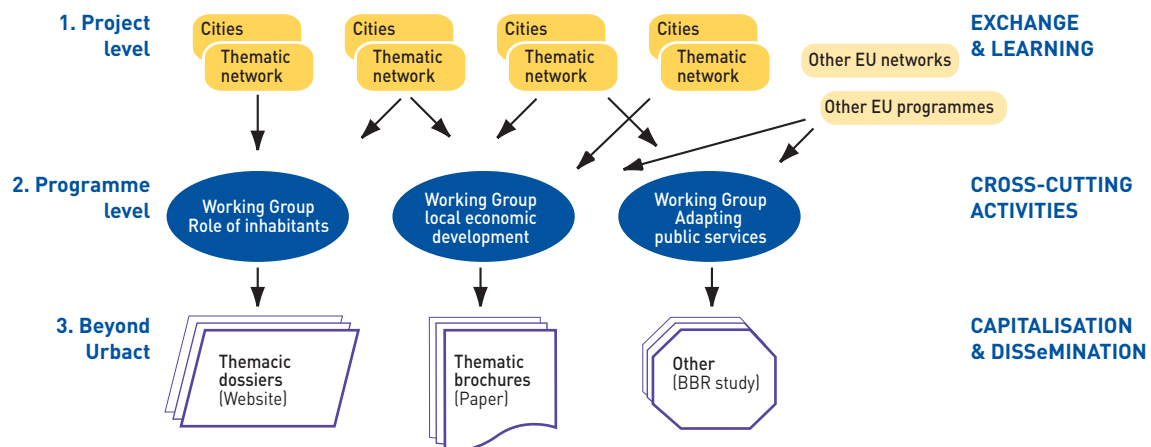 1. Project
level
Cities
Thematic
network
Cities
Thematic
network
Cities
Thematic
network
Cities
Thematic
network
Other EU networks
Other EU programmes
EXCHANGE
& LEARNING
2. Programme
level
Working Group
Role of inhabitants
Working Group
local economic
development
Working Group
Adapting
public services
CROSS-CUTTING
ACTIVITIES
3. Beyond
Urbact
Themacic
dossiers
(Website)
Thematic
brochures
(Paper)
Other
(BBR study)
CAPITALISATION
& DISSeMINATION